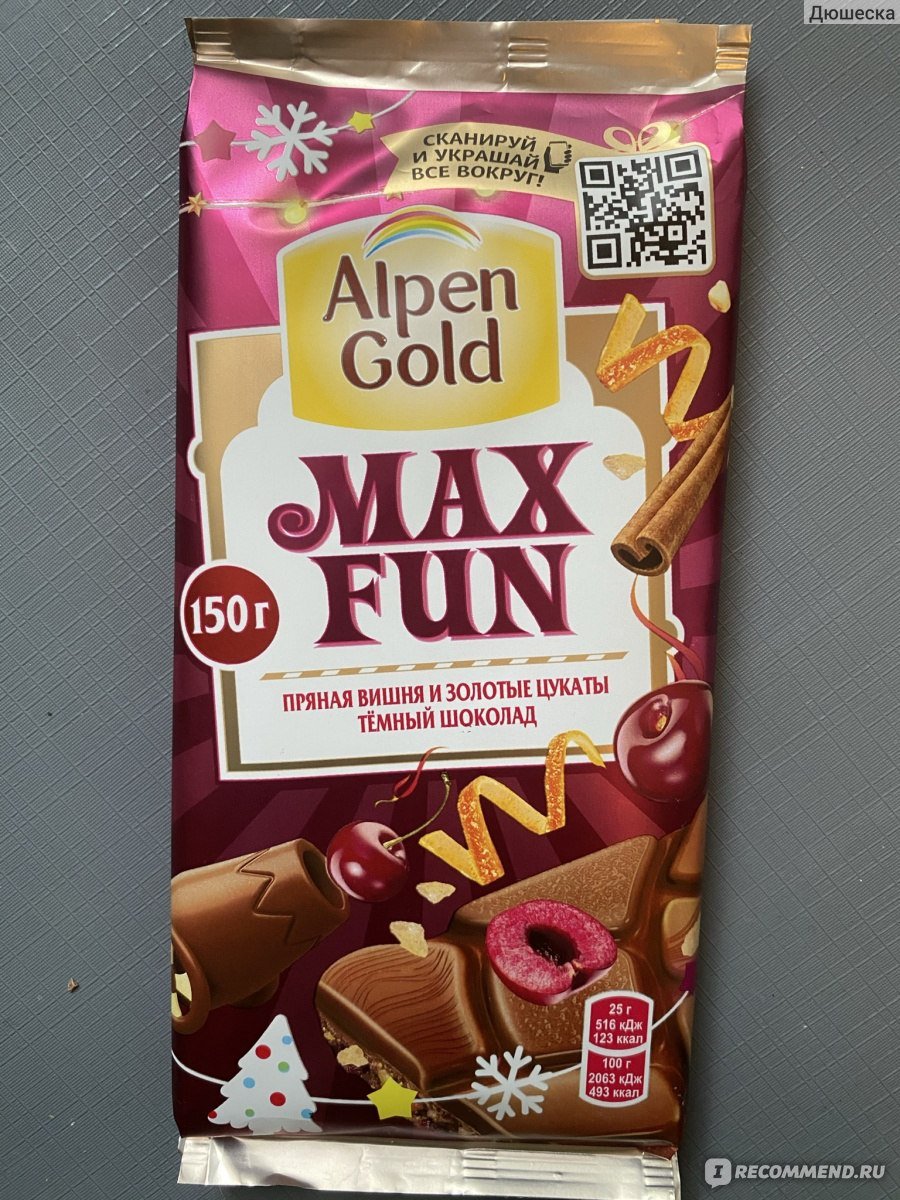 Дюшеска
СКАНИРУЙ
И УКРАШАЙ
ВСЕ ВОКРУГ!
Alpen
Gold
MAX
FUN
150 г
ПРЯНАЯ ВИШНЯ И ЗОЛОТЫЕ ЦУКАТЫ
ТЁМНЫЙ ШОКОЛАД
25 г
516 кДж
123 ккал
100 г
2063 кДж
493 ккал
I RECOMMEND.RU